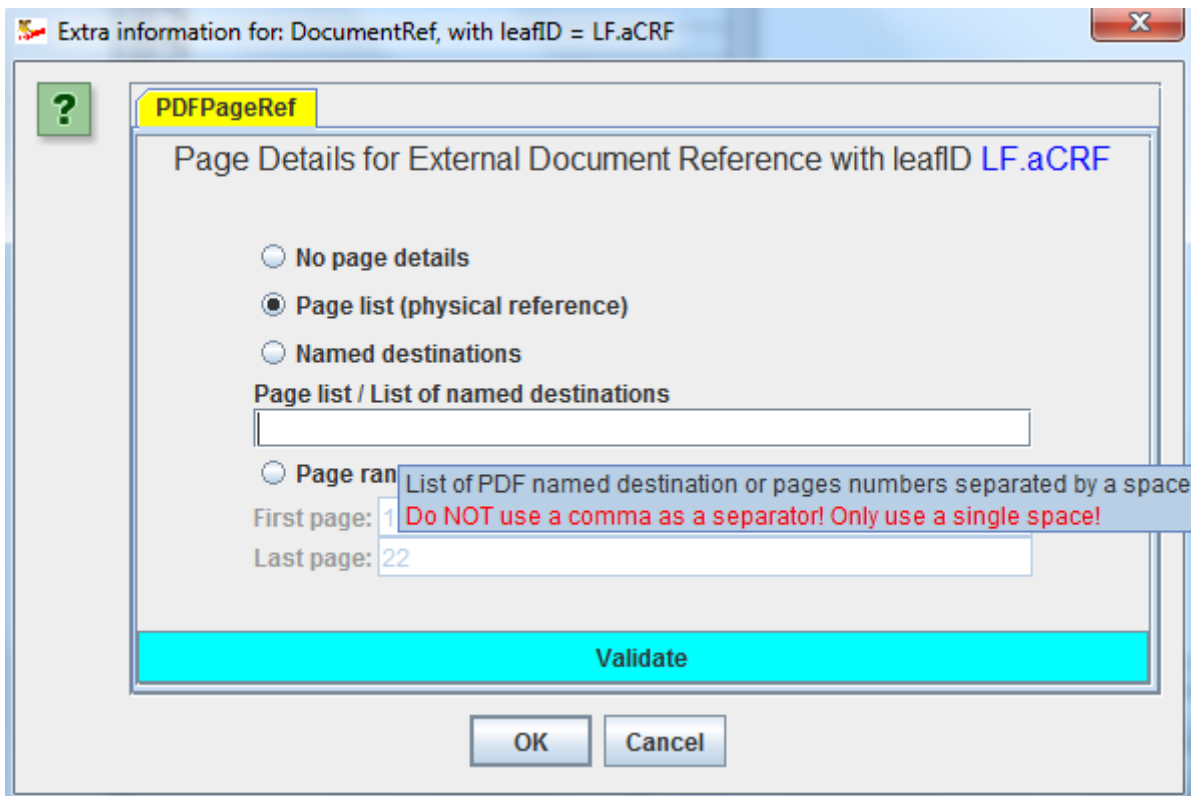 Extra information for: DocumentRef, with leafID = LF.aCRF
x
?
PDFPageRef
Page Details for External Document Reference with leafID LF.aCRF
No page details
Page list (physical reference)
Named destinations
Page list / List of named destinations
Page ran
List of PDF named destination or pages numbers separated by a space
First page: 1
Do NOT use a comma as a separator! Only use a single space!
Last page: 22
Validate
OK Cancel